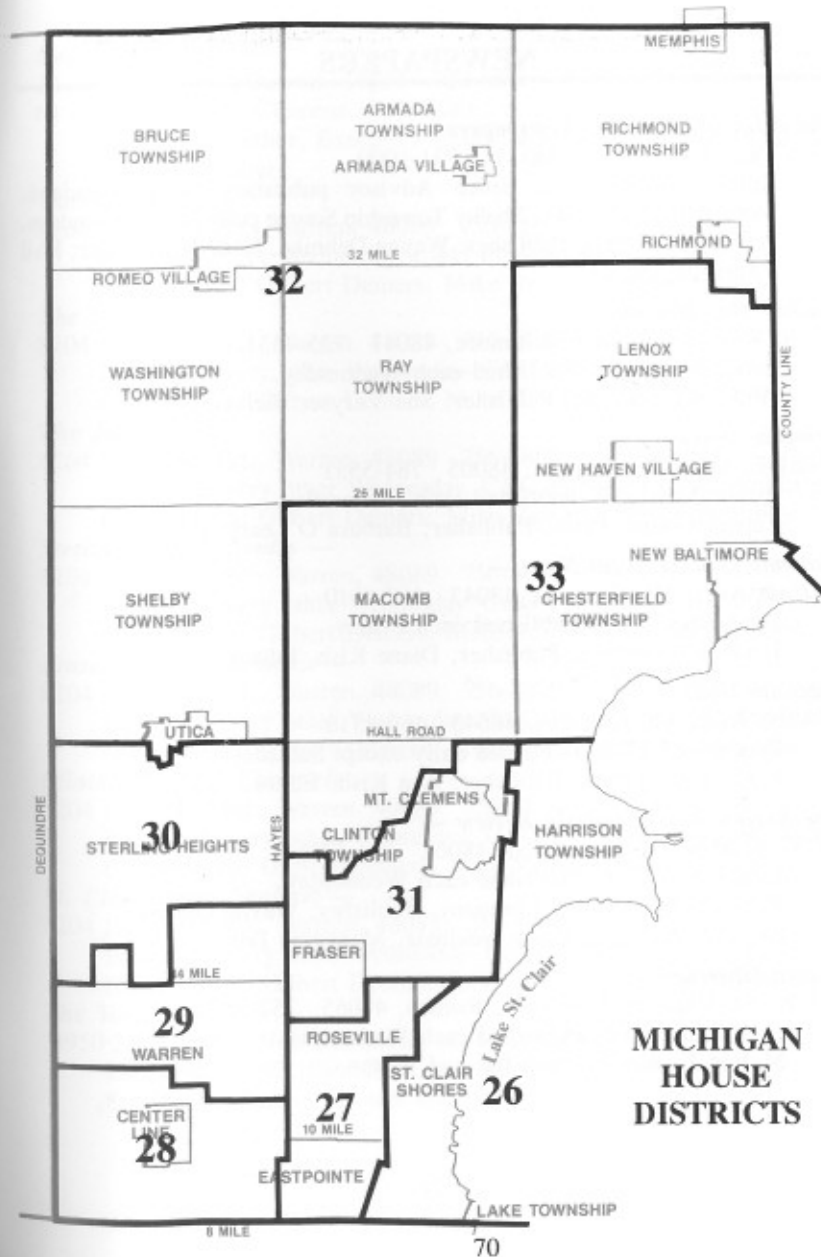 MEMPHIS
ARMADA
TOWNSHIP
BRUCE
TOWNSHIP
RICHMOND
TOWNSHIP
ARMADA VILLAGE
RICHMOND
32 MILE
ROMEO VILLAGE
32
LENOX
TOWNSHIP
WASHINGTON
TOWNSHIP
RAY
TOWNSHIP
COUNTY LINE
NEW HAVEN VILLAGE
26 MILE
NEW BALTIMORE
33
SHELBY
TOWNSHIP
MACOMB
TOWNSHIP
CHESTERFIELD
TOWNSHIP
UTICA
HALL ROAD
MT. CLEMENS
DEQUINDRE
30
STERLING HEIGHTS
HAYES
CLINTON
TOWNSHIP
HARRISON
TOWNSHIP
31
FRASER
14 MILE
Lake St. Clair
29
WARREN
ROSEVILLE
ST. CLAIR
SHORES
26
MICHIGAN
HOUSE
DISTRICTS
CENTER
LINE
28
27
10 MILE
EASTPOINTE
LAKE TOWNSHIP
8 MILE
70